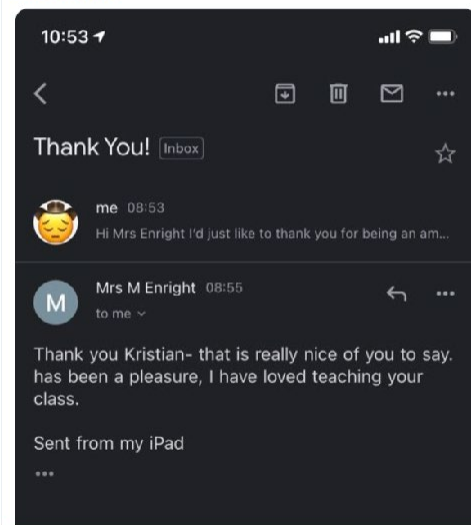 10:53
Thank You! Inbox
me 08:53
Hi Mrs Enright I'd just like to thank you for being an am...
M
Mrs M Enright 08:55
to me
Thank you Kristian- that is really nice of you to say.
has been a pleasure, I have loved teaching your
class.
Sent from my iPad